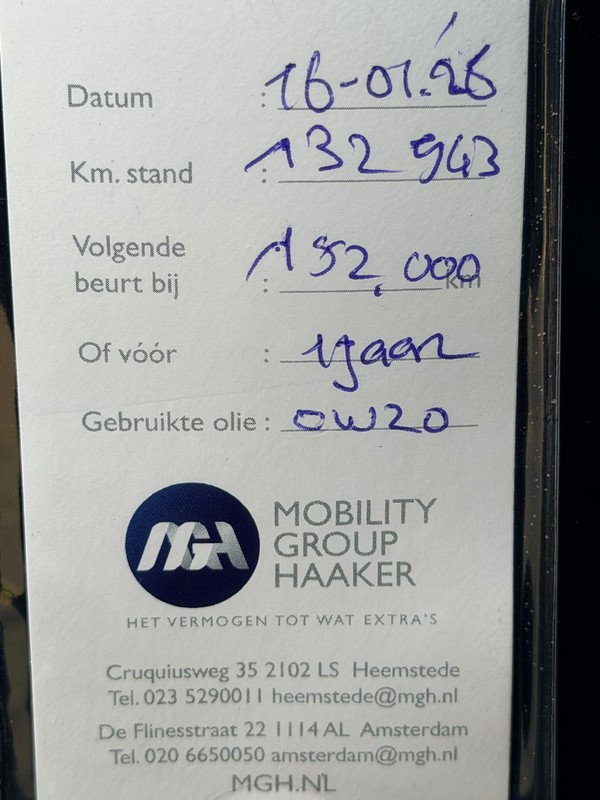 Datum : 16-01-'26
Km. stand : 132 943
Volgende
beurt bij : 152,000 km
Of vóór : 1 jaar
Gebruikte olie : 0W20
MGH
MOBILITY
GROUP
HAAKER
HET VERMOGEN TOT WAT EXTRA'S
Cruquiusweg 35 2102 LS Heemstede
Tel. 023 5290011 heemstede@mgh.nl
De Flinesstraat 22 1114 AL Amsterdam
Tel. 020 6650050 amsterdam@mgh.nl
MGH.NL